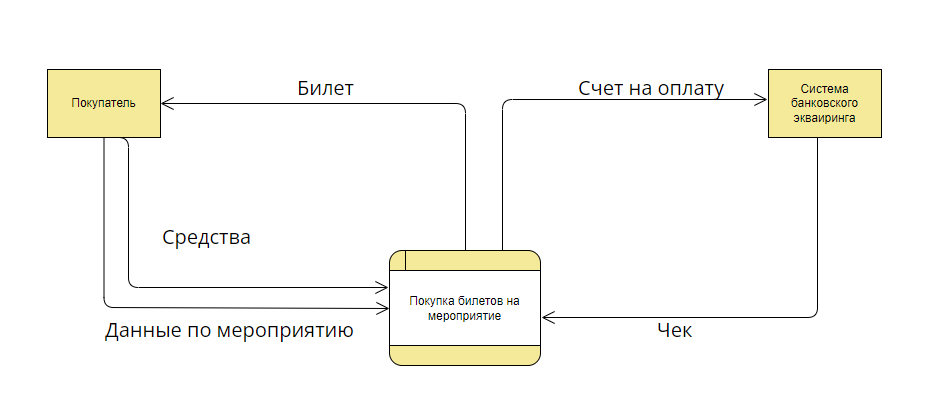 Билет
Счет на оплату
Покупатель
Система
банковского
экваиринга
Средства
Покупка билетов на
мероприятие
Данные по мероприятию
Чек